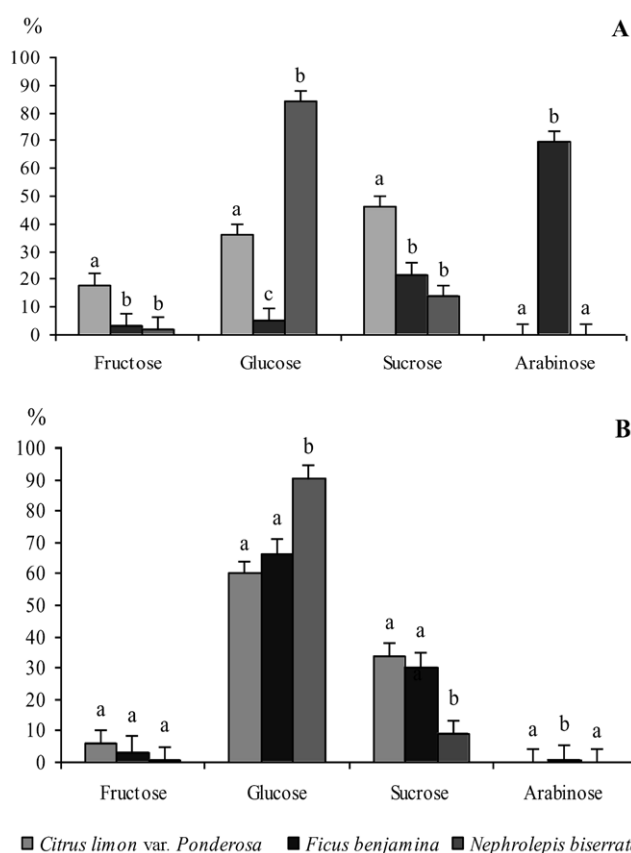 %
A
100
b
90
80
b
70
60
a
50
a
40
30
a
b
b
20
b
b
c
a
a
10
0
Fructose
Glucose
Sucrose
Arabinose
%
B
100
b
90
80
a
70
a
60
50
a
a
40
a
30
20
b
a
a
a
a
b
a
10
0
Fructose
Glucose
Sucrose
Arabinose
Citrus limon var. Ponderosa Ficus benjamina Nephrolepis biserrat